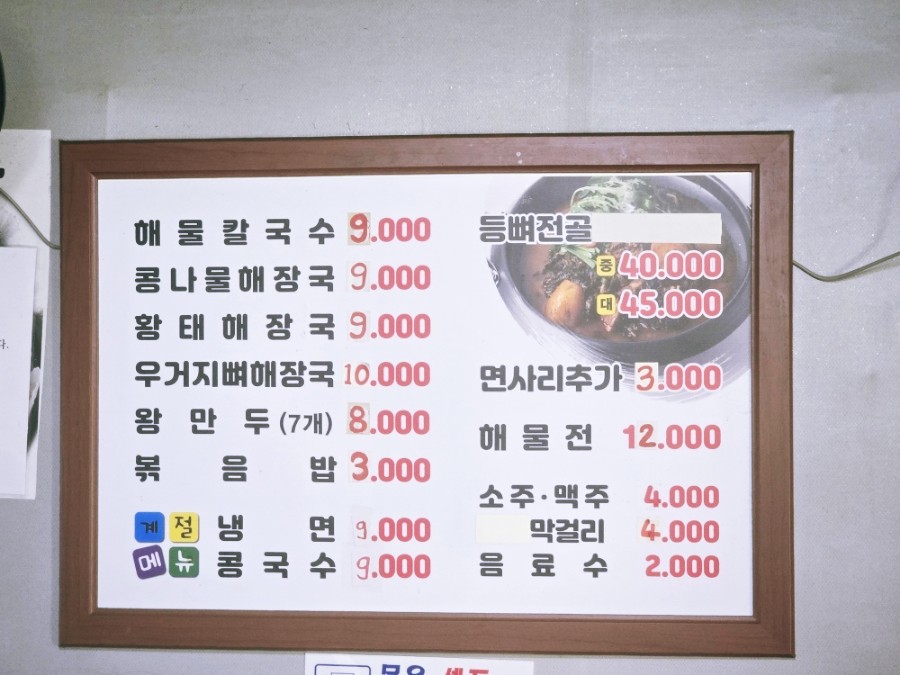 해물칼국수 9.000
콩나물해장국 9.000
황태해장국 9.000
우거지뼈해장국 10.000
왕만두 (7개) 8.000
볶음밥 3.000
계절메뉴
냉면 9.000
콩국수 9.000
등뼈전골
중 40.000
대 45.000
면사리추가 3.000
해물전 12.000
소주·맥주 4.000
막걸리 4.000
음료수 2.000
다.